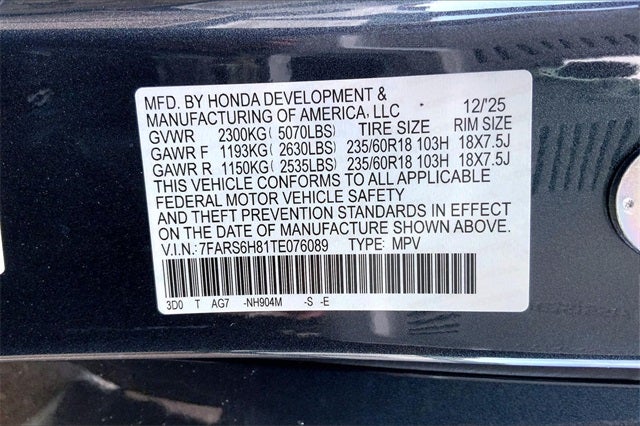 MFD. BY HONDA DEVELOPMENT &
MANUFACTURING OF AMERICA, LLC 12/'25
GVWR 2300KG (5070LBS) TIRE SIZE RIM SIZE
GAWR F 1193KG (2630LBS) 235/60R18 103H 18X7.5J
GAWR R 1150KG (2535LBS) 235/60R18 103H 18X7.5J
THIS VEHICLE CONFORMS TO ALL APPLICABLE
FEDERAL MOTOR VEHICLE SAFETY
AND THEFT PREVENTION STANDARDS IN EFFECT
ON THE DATE OF MANUFACTURE SHOWN ABOVE.
V.I.N.:7FARS6H81TE076089 TYPE: MPV
3D0 T AG7 -NH904M -S -E